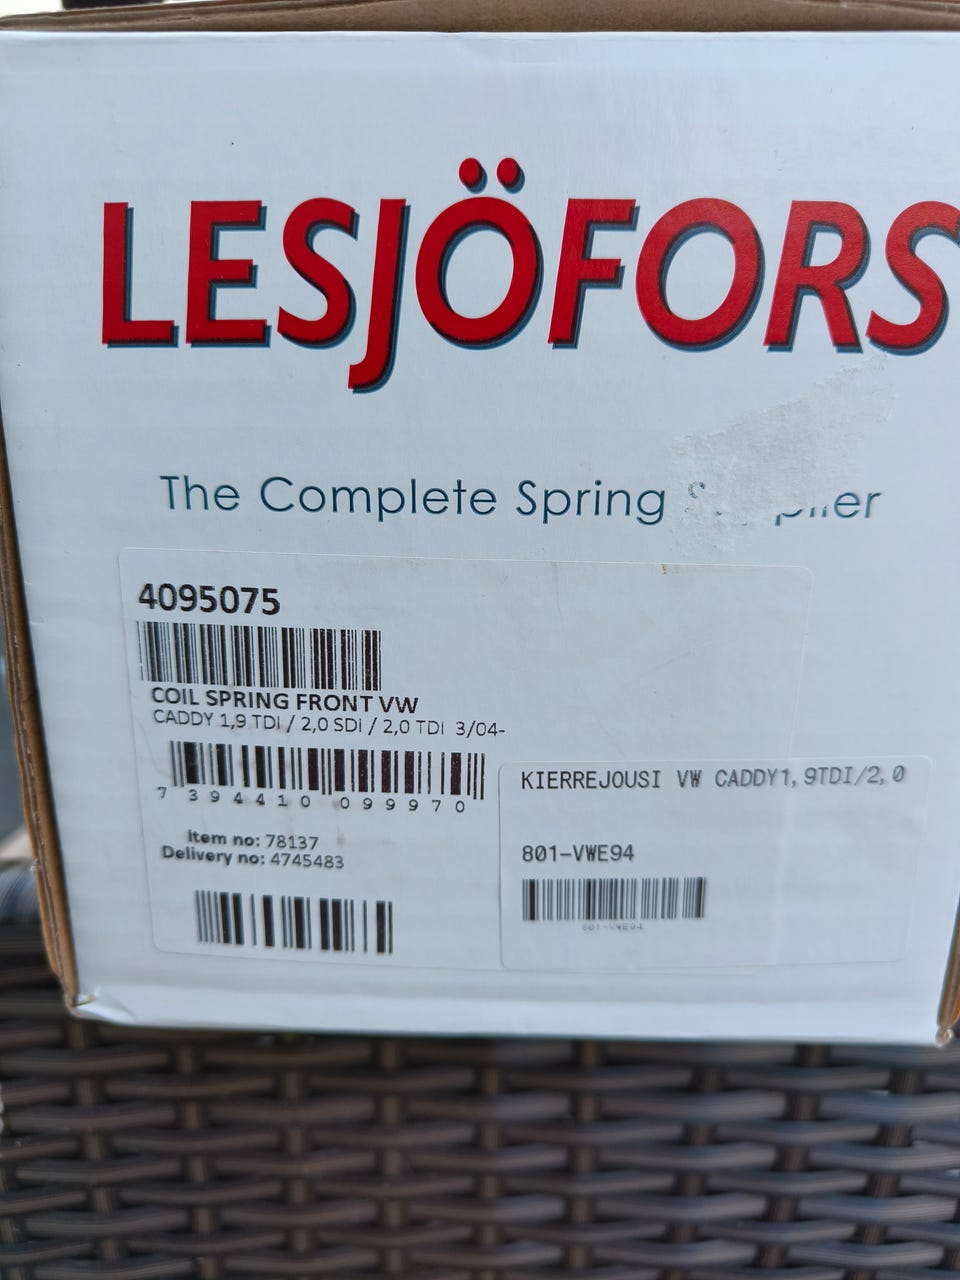 LESJÖFORS
The Complete Spring
4095075
COIL SPRING FRONT VW
CADDY 1,9 TDI / 2,0 SDI / 2,0 TDI 3/04-
7 394410 099970
Item no: 78137
Delivery no: 4745483
KIERREJOUSI VW CADDY1,9TDI/2,0
801-VWE94
801-VWE94